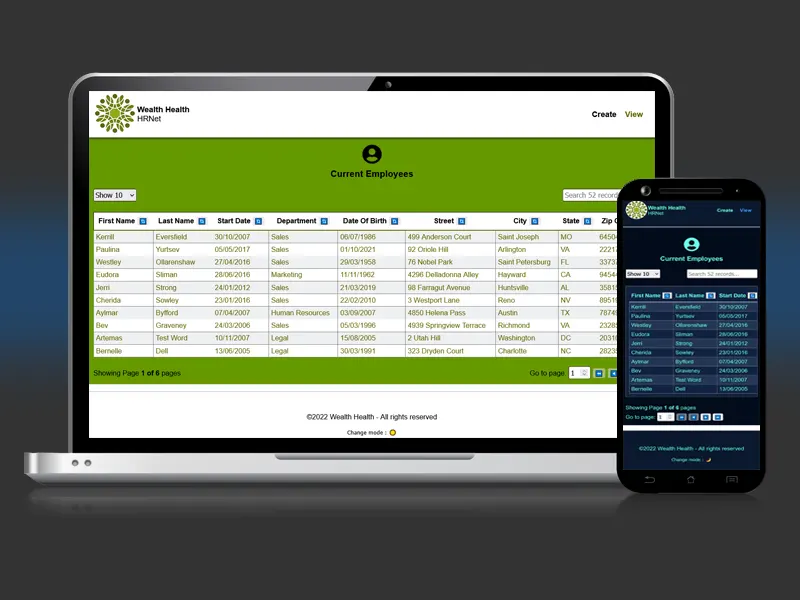 Wealth Health
HRNet
Create View
Current Employees
Show 10
Search 52 record
First Name Last Name Start Date Department Date Of Birth Street City State Zip
Kerrill Eversfield 30/10/2007 Sales 06/07/1986 499 Anderson Court Saint Joseph MO 6450
Paulina Yurtsov 05/05/2017 Sales 01/10/2021 92 Oriole Hill Arlington VA 2221
Westley Ollarenshaw 27/04/2016 Sales 29/03/1958 76 Nobel Park Saint Petersburg FL 3373
Eudora Sliman 28/06/2016 Marketing 11/11/1962 4296 Delladonna Alley Hayward CA 9454
Jerri Strong 24/01/2012 Sales 21/03/2019 98 Farragut Avenue Huntsville AL 3581
Cherida Sowley 23/01/2016 Sales 22/02/2010 3 Westport Lane Reno NV 8951
Aylmar Byfford 07/04/2007 Human Resources 03/09/2007 4850 Helena Pass Austin TX 7874
Bev Graveney 24/03/2006 Sales 05/03/1996 4939 Springview Terrace Richmond VA 2328
Artemas Test Word 10/11/2007 Legal 15/08/2005 2 Utah Hill Washington DC 2031
Bernelle Dell 13/06/2005 Legal 30/03/1991 323 Dryden Court Charlotte NC 2823
Showing Page 1 of 6 pages
Go to page: 1
©2022 Wealth Health - All rights reserved
Change mode :
Wealth Health
HRNet
Create View
Current Employees
Show 10
Search 52 records...
First Name Last Name Start Date
Kerrill Eversfield 30/10/2007
Paulina Yurtsov 05/05/2017
Westley Ollarenshaw 27/04/2016
Eudora Sliman 28/06/2016
Jerri Strong 24/01/2012
Cherida Sowley 23/01/2016
Aylmar Byfford 07/04/2007
Bev Graveney 24/03/2006
Artemas Test Word 10/11/2007
Bernelle Dell 13/06/2005
Showing Page 1 of 6 pages
Go to page: 1
©2022 Wealth Health - All rights reserved
Change mode :